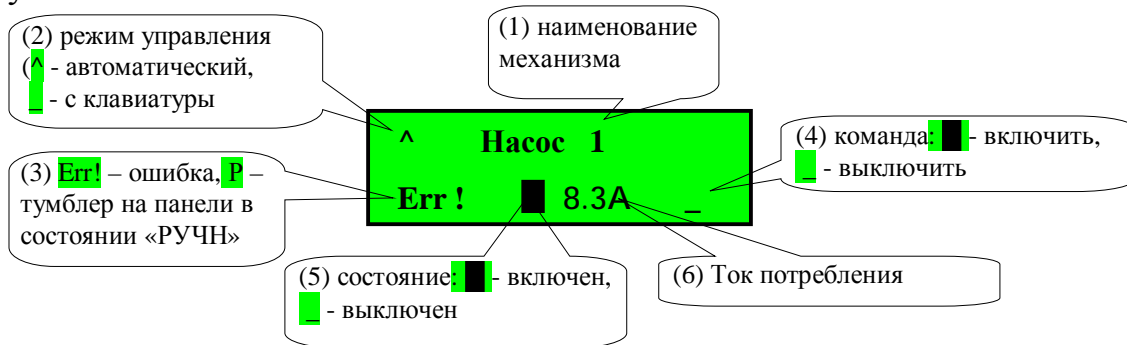 (2) режим управления
(^ - автоматический,
_ - с клавиатуры
(1) наименование
механизма
(3) Err! – ошибка, Р –
тумблер на панели в
состоянии «РУЧН»
^ Насос 1
Err ! █ 8.3А _
(4) команда: █ - включить,
_ - выключить
(5) состояние: █ - включен,
_ - выключен
(6) Ток потребления